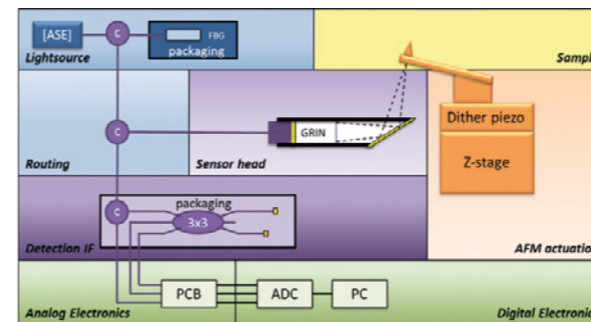 [ASE]
C
FBG
packaging
Lightsource
Sampl
C
GRIN
Dither piezo
Z-stage
Routing
Sensor head
packaging
C
3x3
Detection IF
AFM actuation
PCB
ADC
PC
Analog Electronics
Digital Electronic